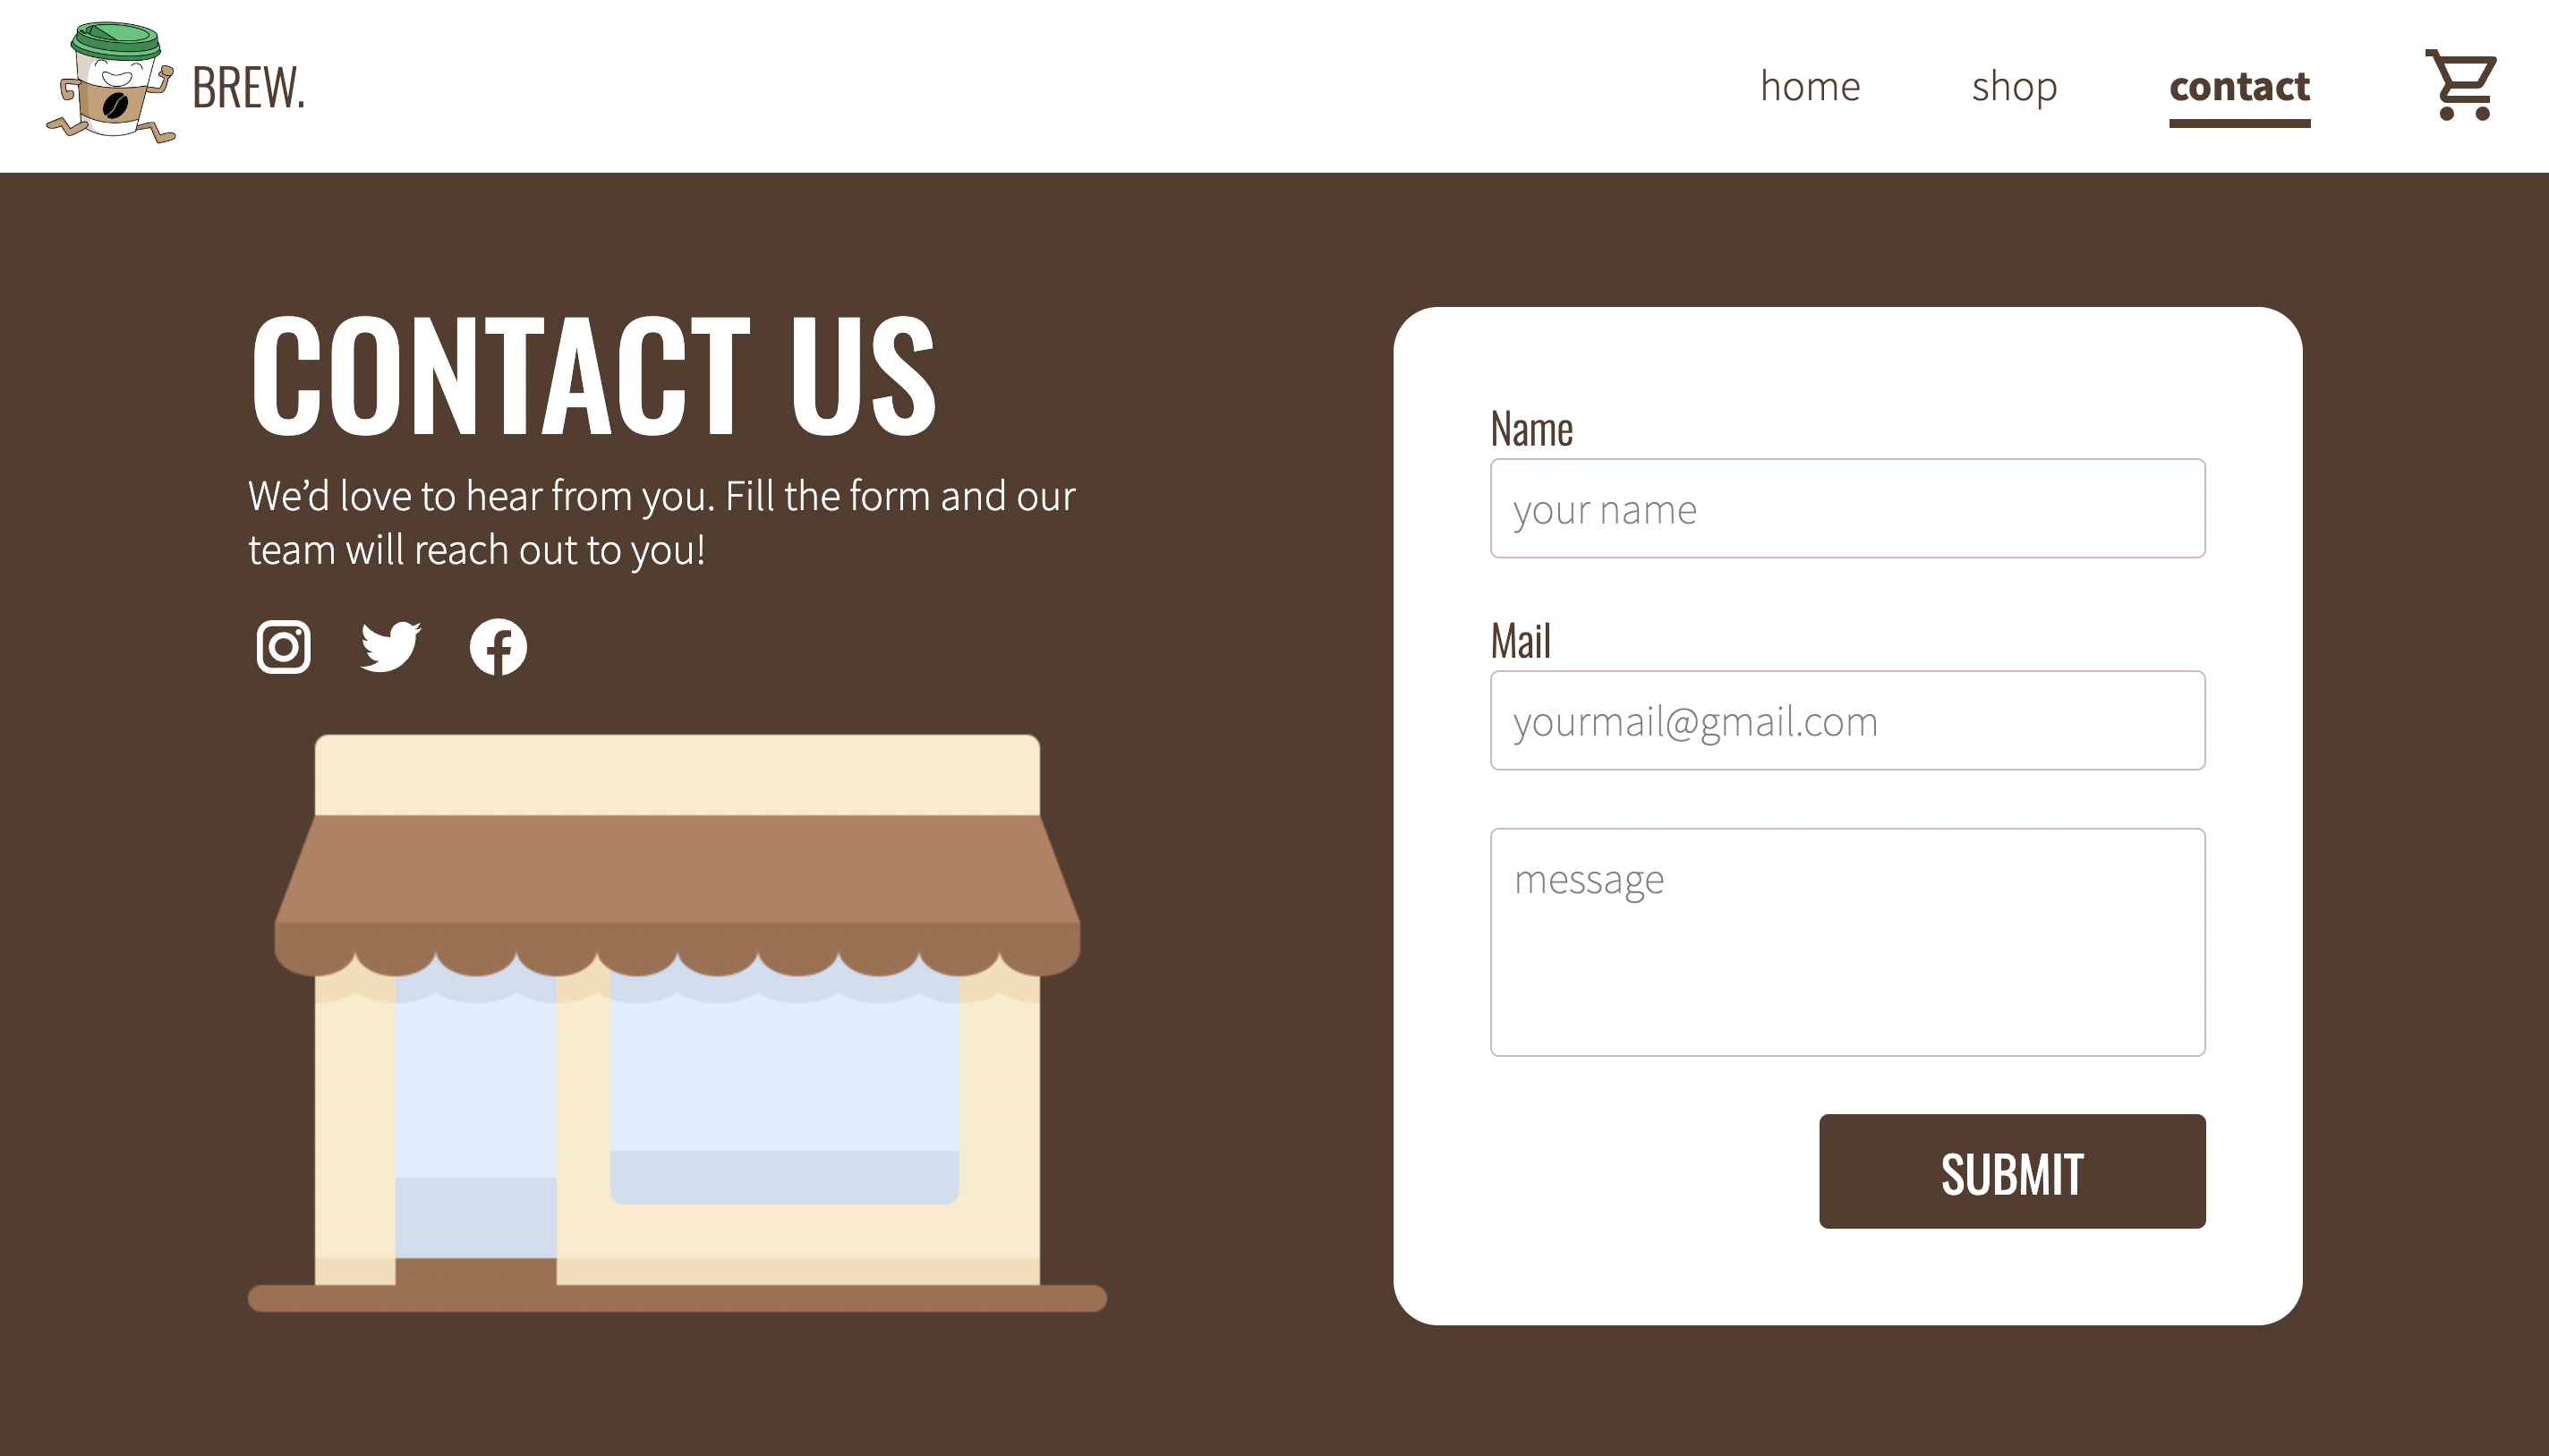 BREW.
home
shop
contact
CONTACT US
We’d love to hear from you. Fill the form and our
team will reach out to you!
Name
your name
Mail
yourmail@gmail.com
message
SUBMIT